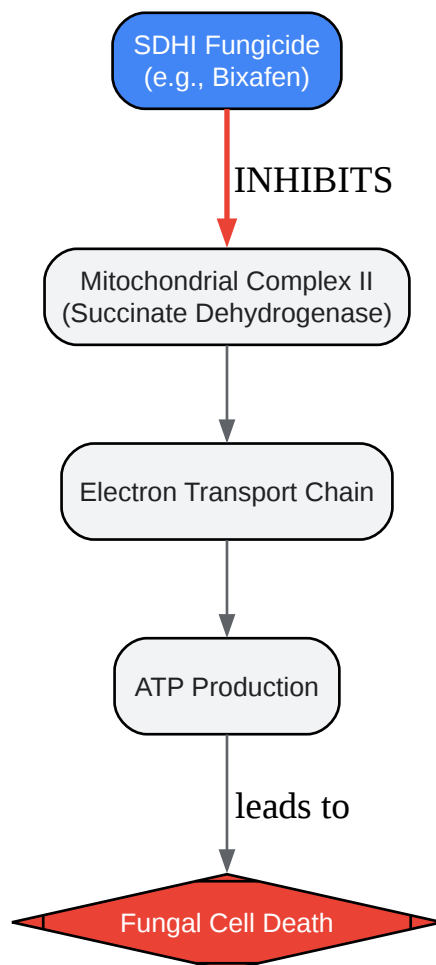 SDHI Fungicide
(e.g., Bixafen)
INHIBITS
Mitochondrial Complex II
(Succinate Dehydrogenase)
Electron Transport Chain
ATP Production
leads to
Fungal Cell Death